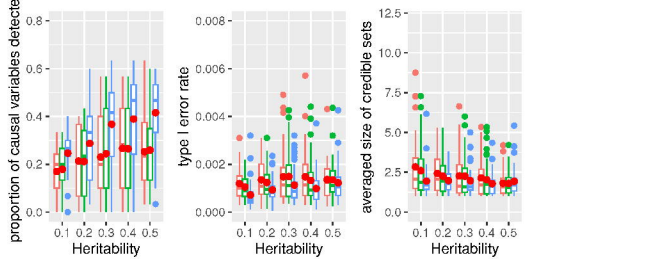 proportion of causal variables detecte
0.8
0.6
0.4
0.2
0.0
0.1 0.2 0.3 0.4 0.5
Heritability
type I error rate
0.008
0.006
0.004
0.002
0.000
0.1 0.2 0.3 0.4 0.5
Heritability
averaged size of credible sets
12.5
10.0
7.5
5.0
2.5
0.0
0.1 0.2 0.3 0.4 0.5
Heritability